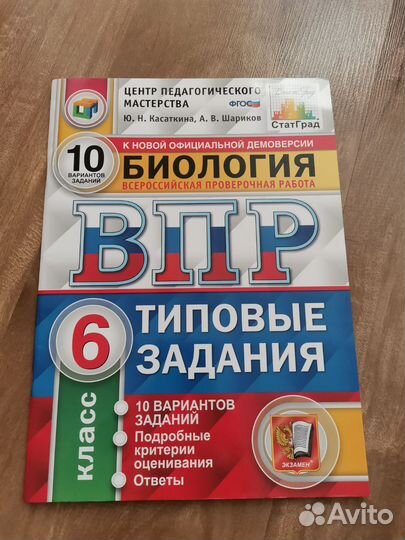 ЦЕНТР ПЕДАГОГИЧЕСКОГО
МАСТЕРСТВА
ФГОС
Ю. Н. Касаткина, А. В. Шариков
СтатГрад
К НОВОЙ ОФИЦИАЛЬНОЙ ДЕМОВЕРСИИ
10
ВАРИАНТОВ
ЗАДАНИЙ
БИОЛОГИЯ
ВСЕРОССИЙСКАЯ ПРОВЕРОЧНАЯ РАБОТА
ВПР
6
класс
ТИПОВЫЕ
ЗАДАНИЯ
10 ВАРИАНТОВ
ЗАДАНИЙ
Подробные
критерии
оценивания
Ответы
ЭКЗАМЕН
Avito